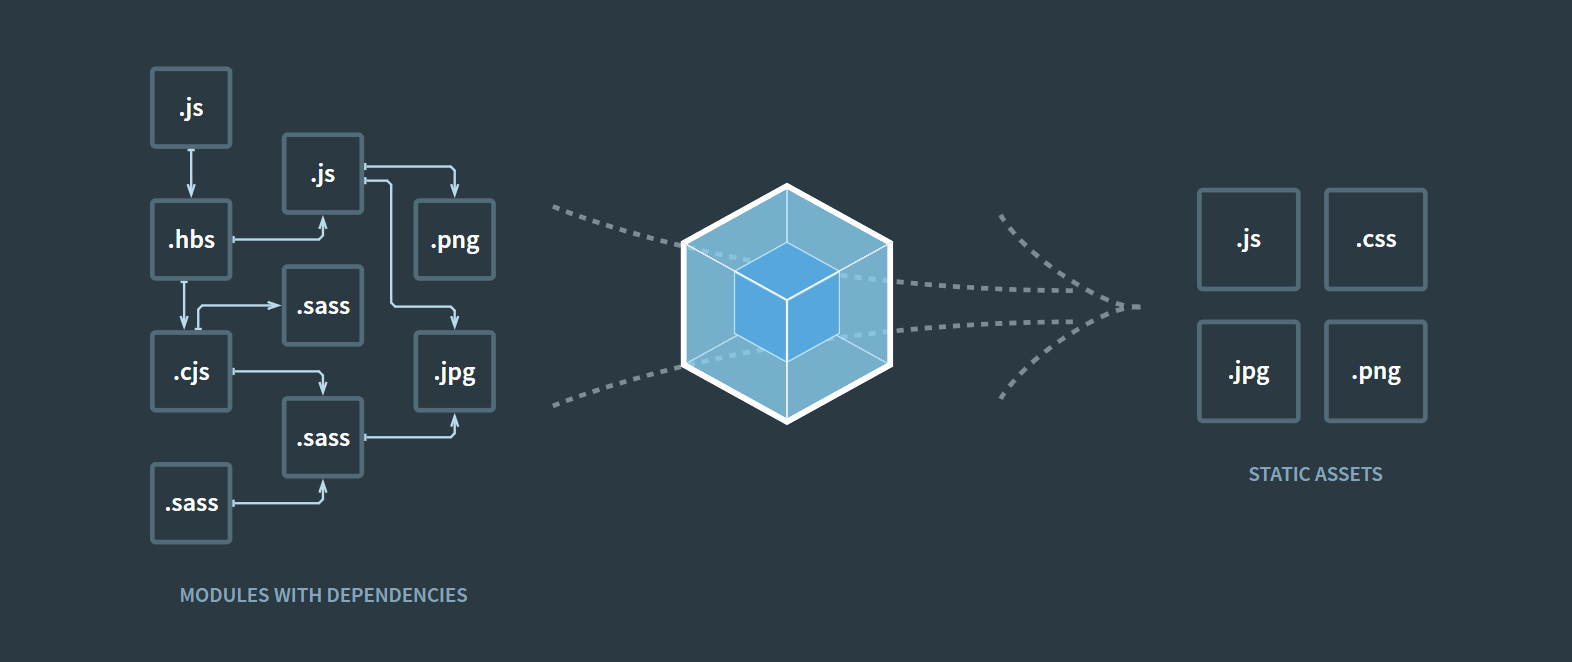 .js
.js
.hbs
.png
.sass
.cjs
.jpg
.sass
.sass
MODULES WITH DEPENDENCIES
.js
.css
.jpg
.png
STATIC ASSETS